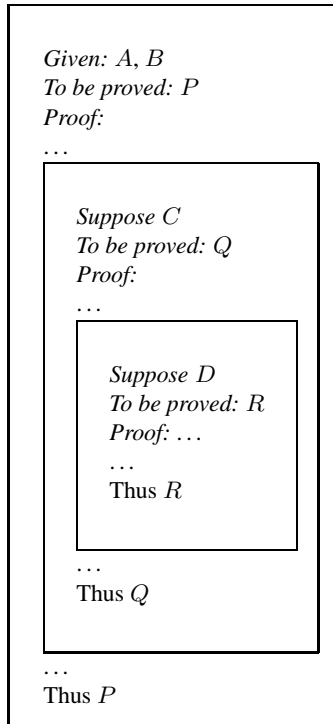 Given: A, B
To be proved: P
Proof:
...
Suppose C
To be proved: Q
Proof:
...
Suppose D
To be proved: R
Proof: ...
...
Thus R
...
Thus Q
...
Thus P